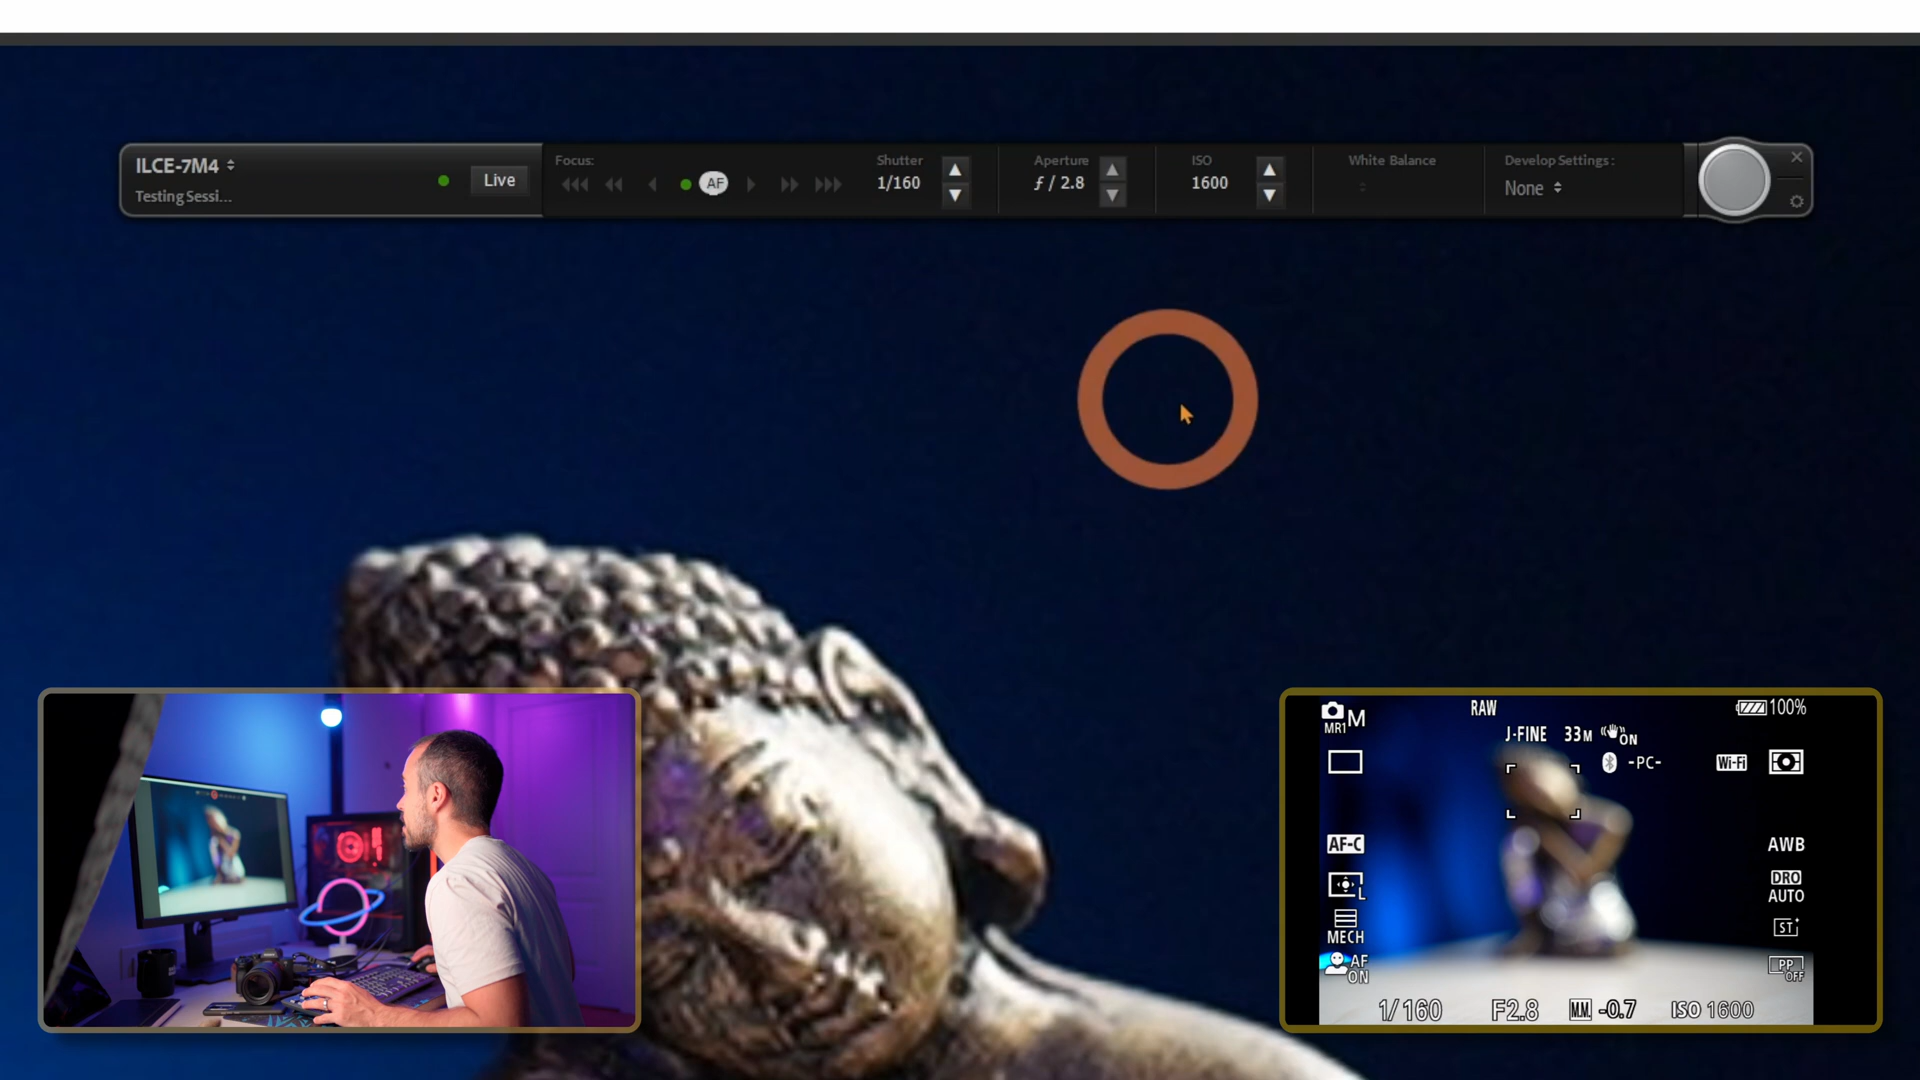 ILCE-7M4
Testing Sessi...
Live
Focus:
AF
Shutter
1/160
Aperture
ƒ / 2.8
ISO
1600
White Balance
Develop Settings:
None
MR1 M
RAW
100%
J-FINE 33M ON
-PC-
Wi-Fi
AF-C
L
MECH
AF
ON
AWB
DRO
AUTO
ST
PP
OFF
1/160 F2.8 M.M. -0.7 ISO 1600